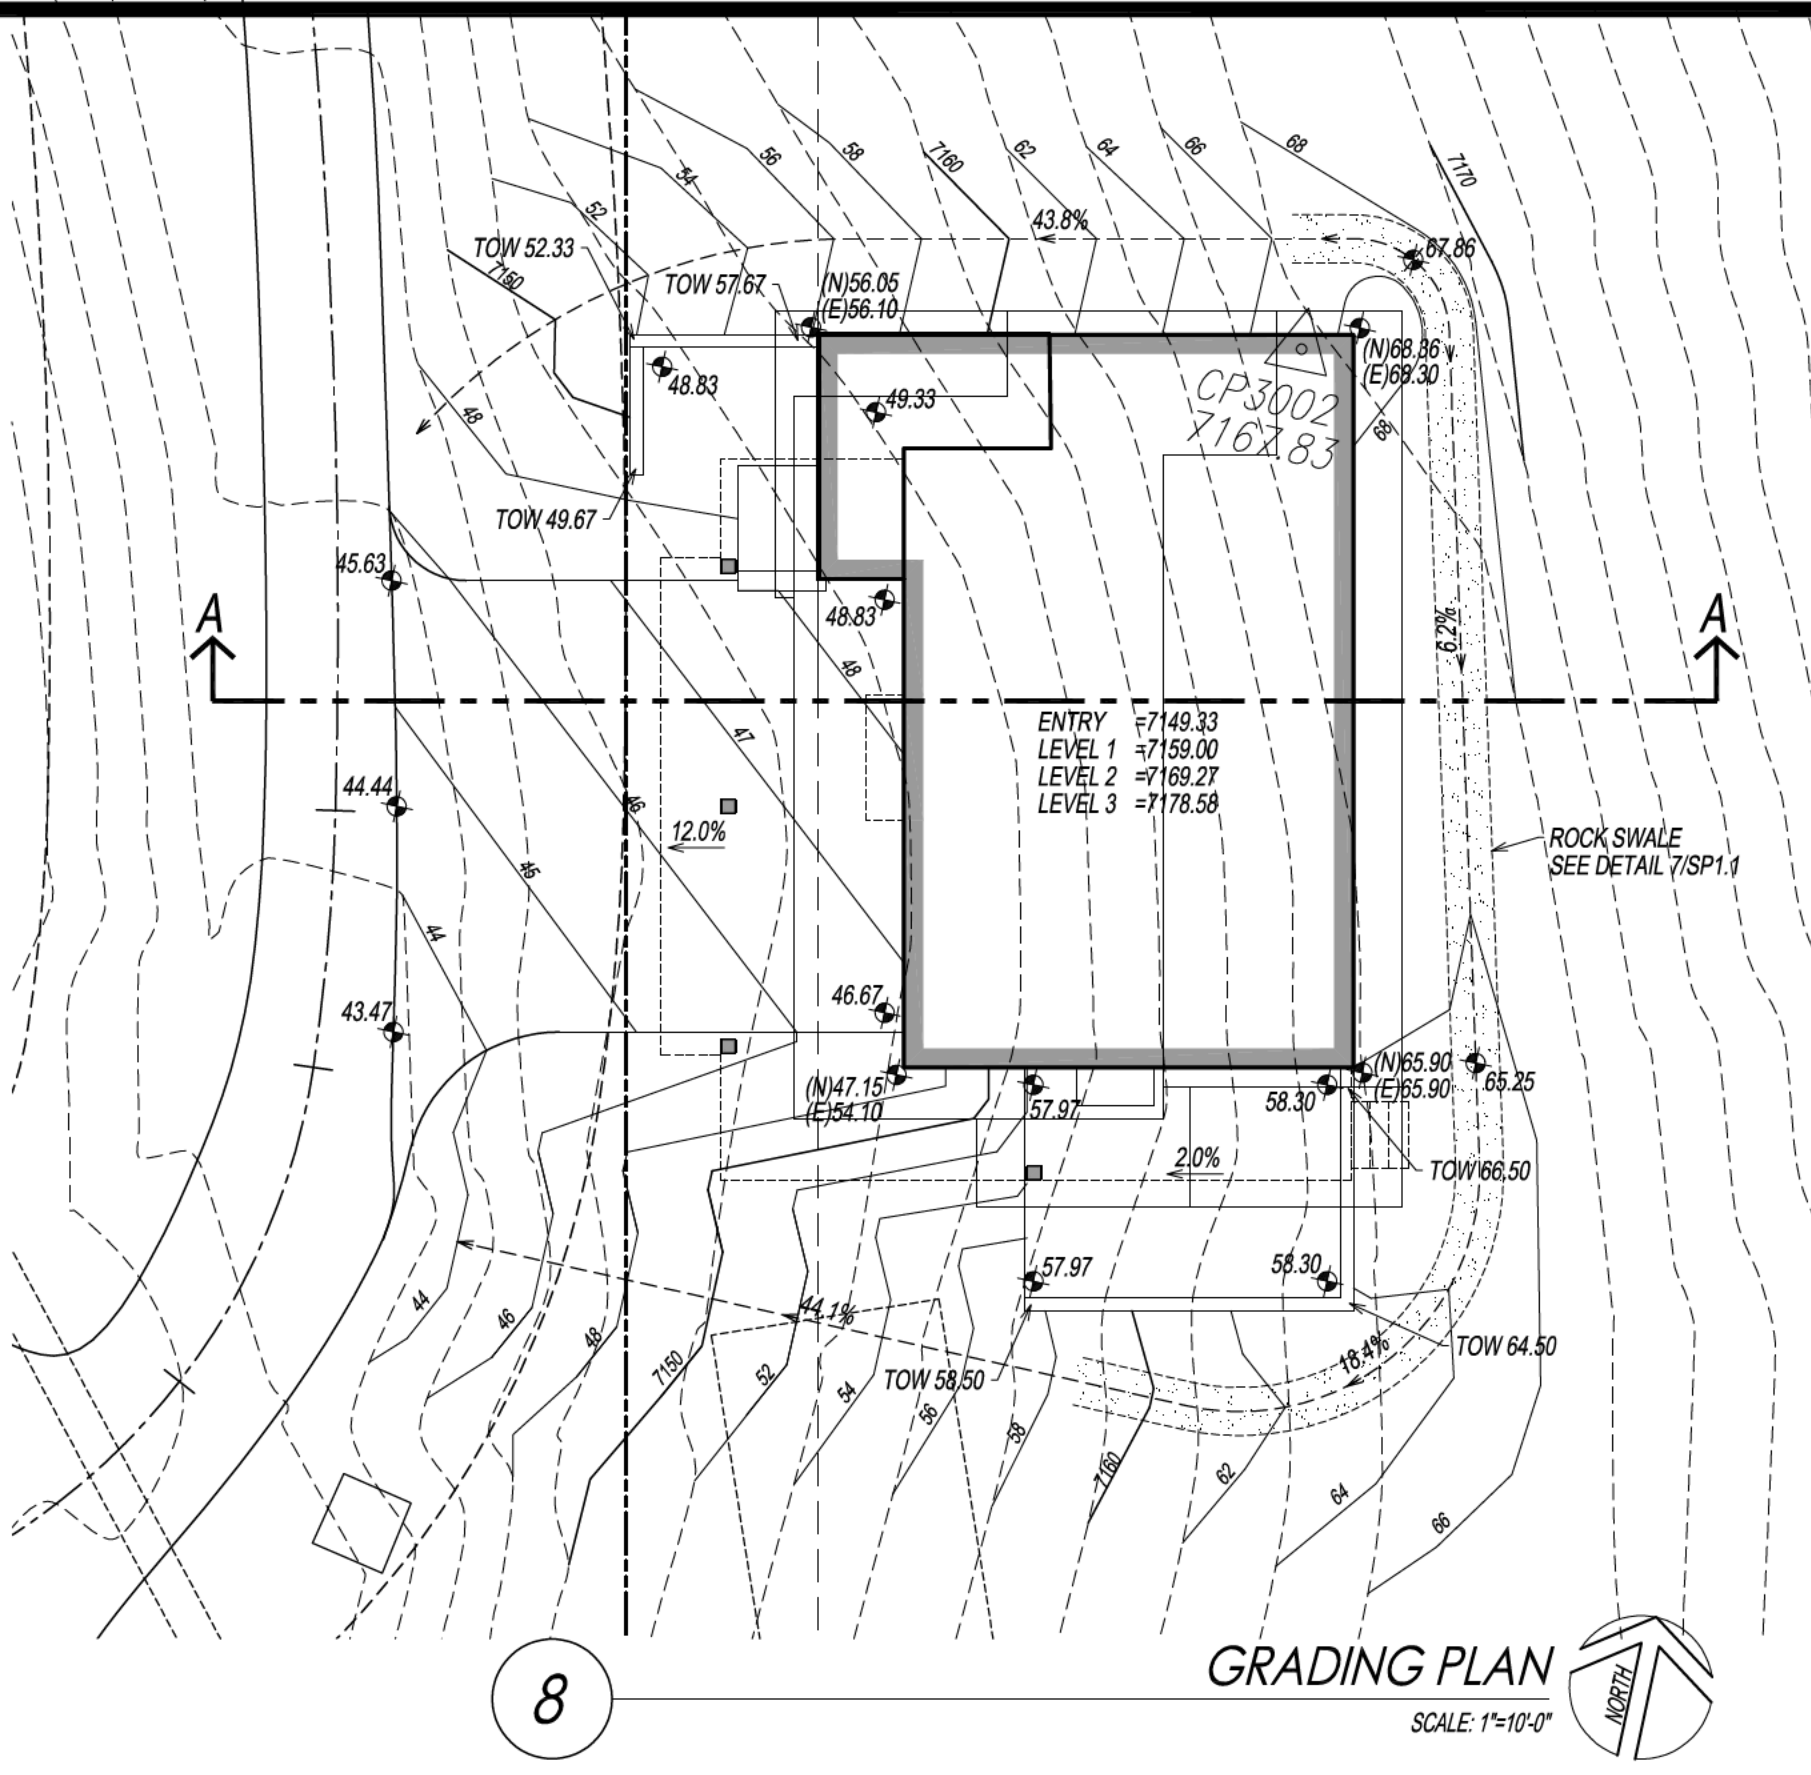 68
66
64
62
7160
58
56
54
52
7170
43.8%
67.86
TOW 52.33
7150
TOW 57.67
(N)56.05
(E)56.10
(N)68.36
(E)68.30
48.83
49.33
CP3002
7167.83
48
68
TOW 49.67
45.63
48.83
A
A
6.2%
48
47
ENTRY =7149.33
LEVEL 1 =7159.00
LEVEL 2 =7169.27
LEVEL 3 =7178.58
44.44
46
12.0%
ROCK SWALE
SEE DETAIL 7/SP1.1
45
44
43.47
46.67
(N)47.15
(E)54.10
57.97
58.30
(N)65.90
(E)65.90
65.25
2.0%
TOW 66.50
57.97
58.30
44
46
48
44.1%
7150
52
54
TOW 58.50
56
58
18.4%
TOW 64.50
7160
62
64
66
8
GRADING PLAN
SCALE: 1"=10'-0"
NORTH